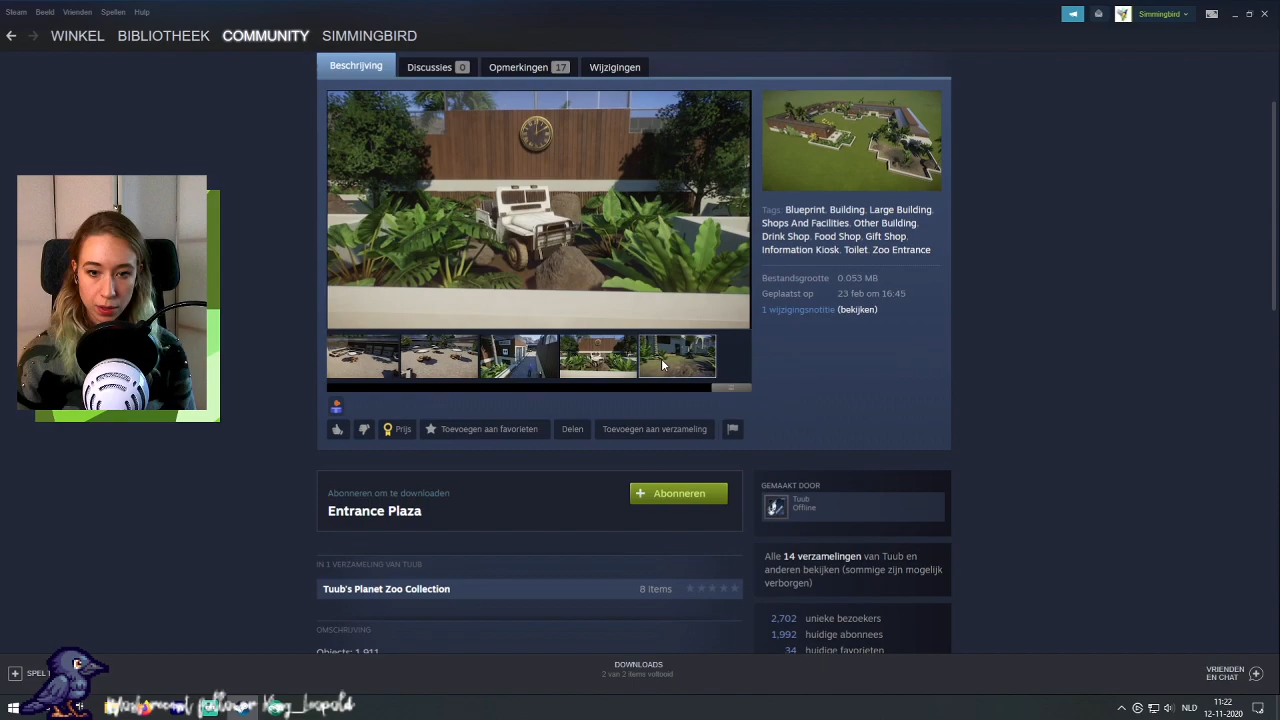 Steam Beeld Vrienden Spellen Hulp
Simmingbird
WINKEL BIBLIOTHEEK COMMUNITY SIMMINGBIRD
Beschrijving Discussies 0 Opmerkingen 17 Wijzigingen
Tags: Blueprint, Building, Large Building,
Shops And Facilities, Other Building,
Drink Shop, Food Shop, Gift Shop,
Information Kiosk, Toilet, Zoo Entrance
Bestandsgrootte 0.053 MB
Geplaatst op 23 feb om 16:45
1 wijzigingsnotitie (bekijken)
Prijs Toevoegen aan favorieten Delen Toevoegen aan verzameling
Abonneren om te downloaden
Entrance Plaza
+ Abonneren
GEMAAKT DOOR
Tuub
Offline
IN 1 VERZAMELING VAN TUUB
Tuub's Planet Zoo Collection 8 items
Alle 14 verzamelingen van Tuub en
anderen bekijken (sommige zijn mogelijk
verborgen)
OMSCHRIJVING
Objects: 1.911
2,702 unieke bezoekers
1,992 huidige abonnees
34 huidige favorieten
+ SPEL
DOWNLOADS
2 van 2 items voltooid
VRIENDEN
EN CHAT +
Most recent follower King_Leopold
NLD
11:22
12-11-2020